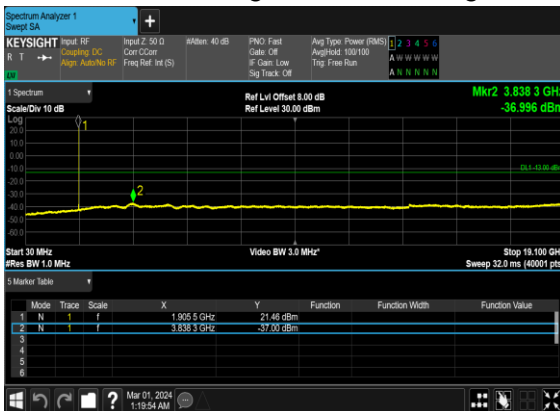 Spectrum Analyzer 1
Swept SA
KEYSIGHT Input: RF Input Z: 50 Ω #Atten: 40 dB PNO: Fast Avg Type: Power (RMS) 1 2 3 4 5 6
R T Coupling: DC Corr CCorr Gate: Off Avg|Hold: 100/100 A W W W W W
Align: Auto/No RF Freq Ref: Int (S) IF Gain: Low Trig: Free Run
LV Sig Track: Off A N N N N N
1 Spectrum Ref Lvl Offset 8.00 dB Mkr2 3.838 3 GHz
Scale/Div 10 dB Ref Level 30.00 dBm -36.996 dBm
Log
20.0 1
10.0
0.00
-10.0 DL1 -13.00 dBm
-20.0
-30.0 2
-40.0
-50.0
-60.0
Start 30 MHz Video BW 3.0 MHz* Stop 19.100 GHz
#Res BW 1.0 MHz Sweep 32.0 ms (40001 pts)
5 Marker Table
Mode Trace Scale X Y Function Function Width Function Value
1 N 1 f 1.905 5 GHz 21.46 dBm
2 N 1 f 3.838 3 GHz -37.00 dBm
3
4
5
6
? Mar 01, 2024
1:19:54 AM